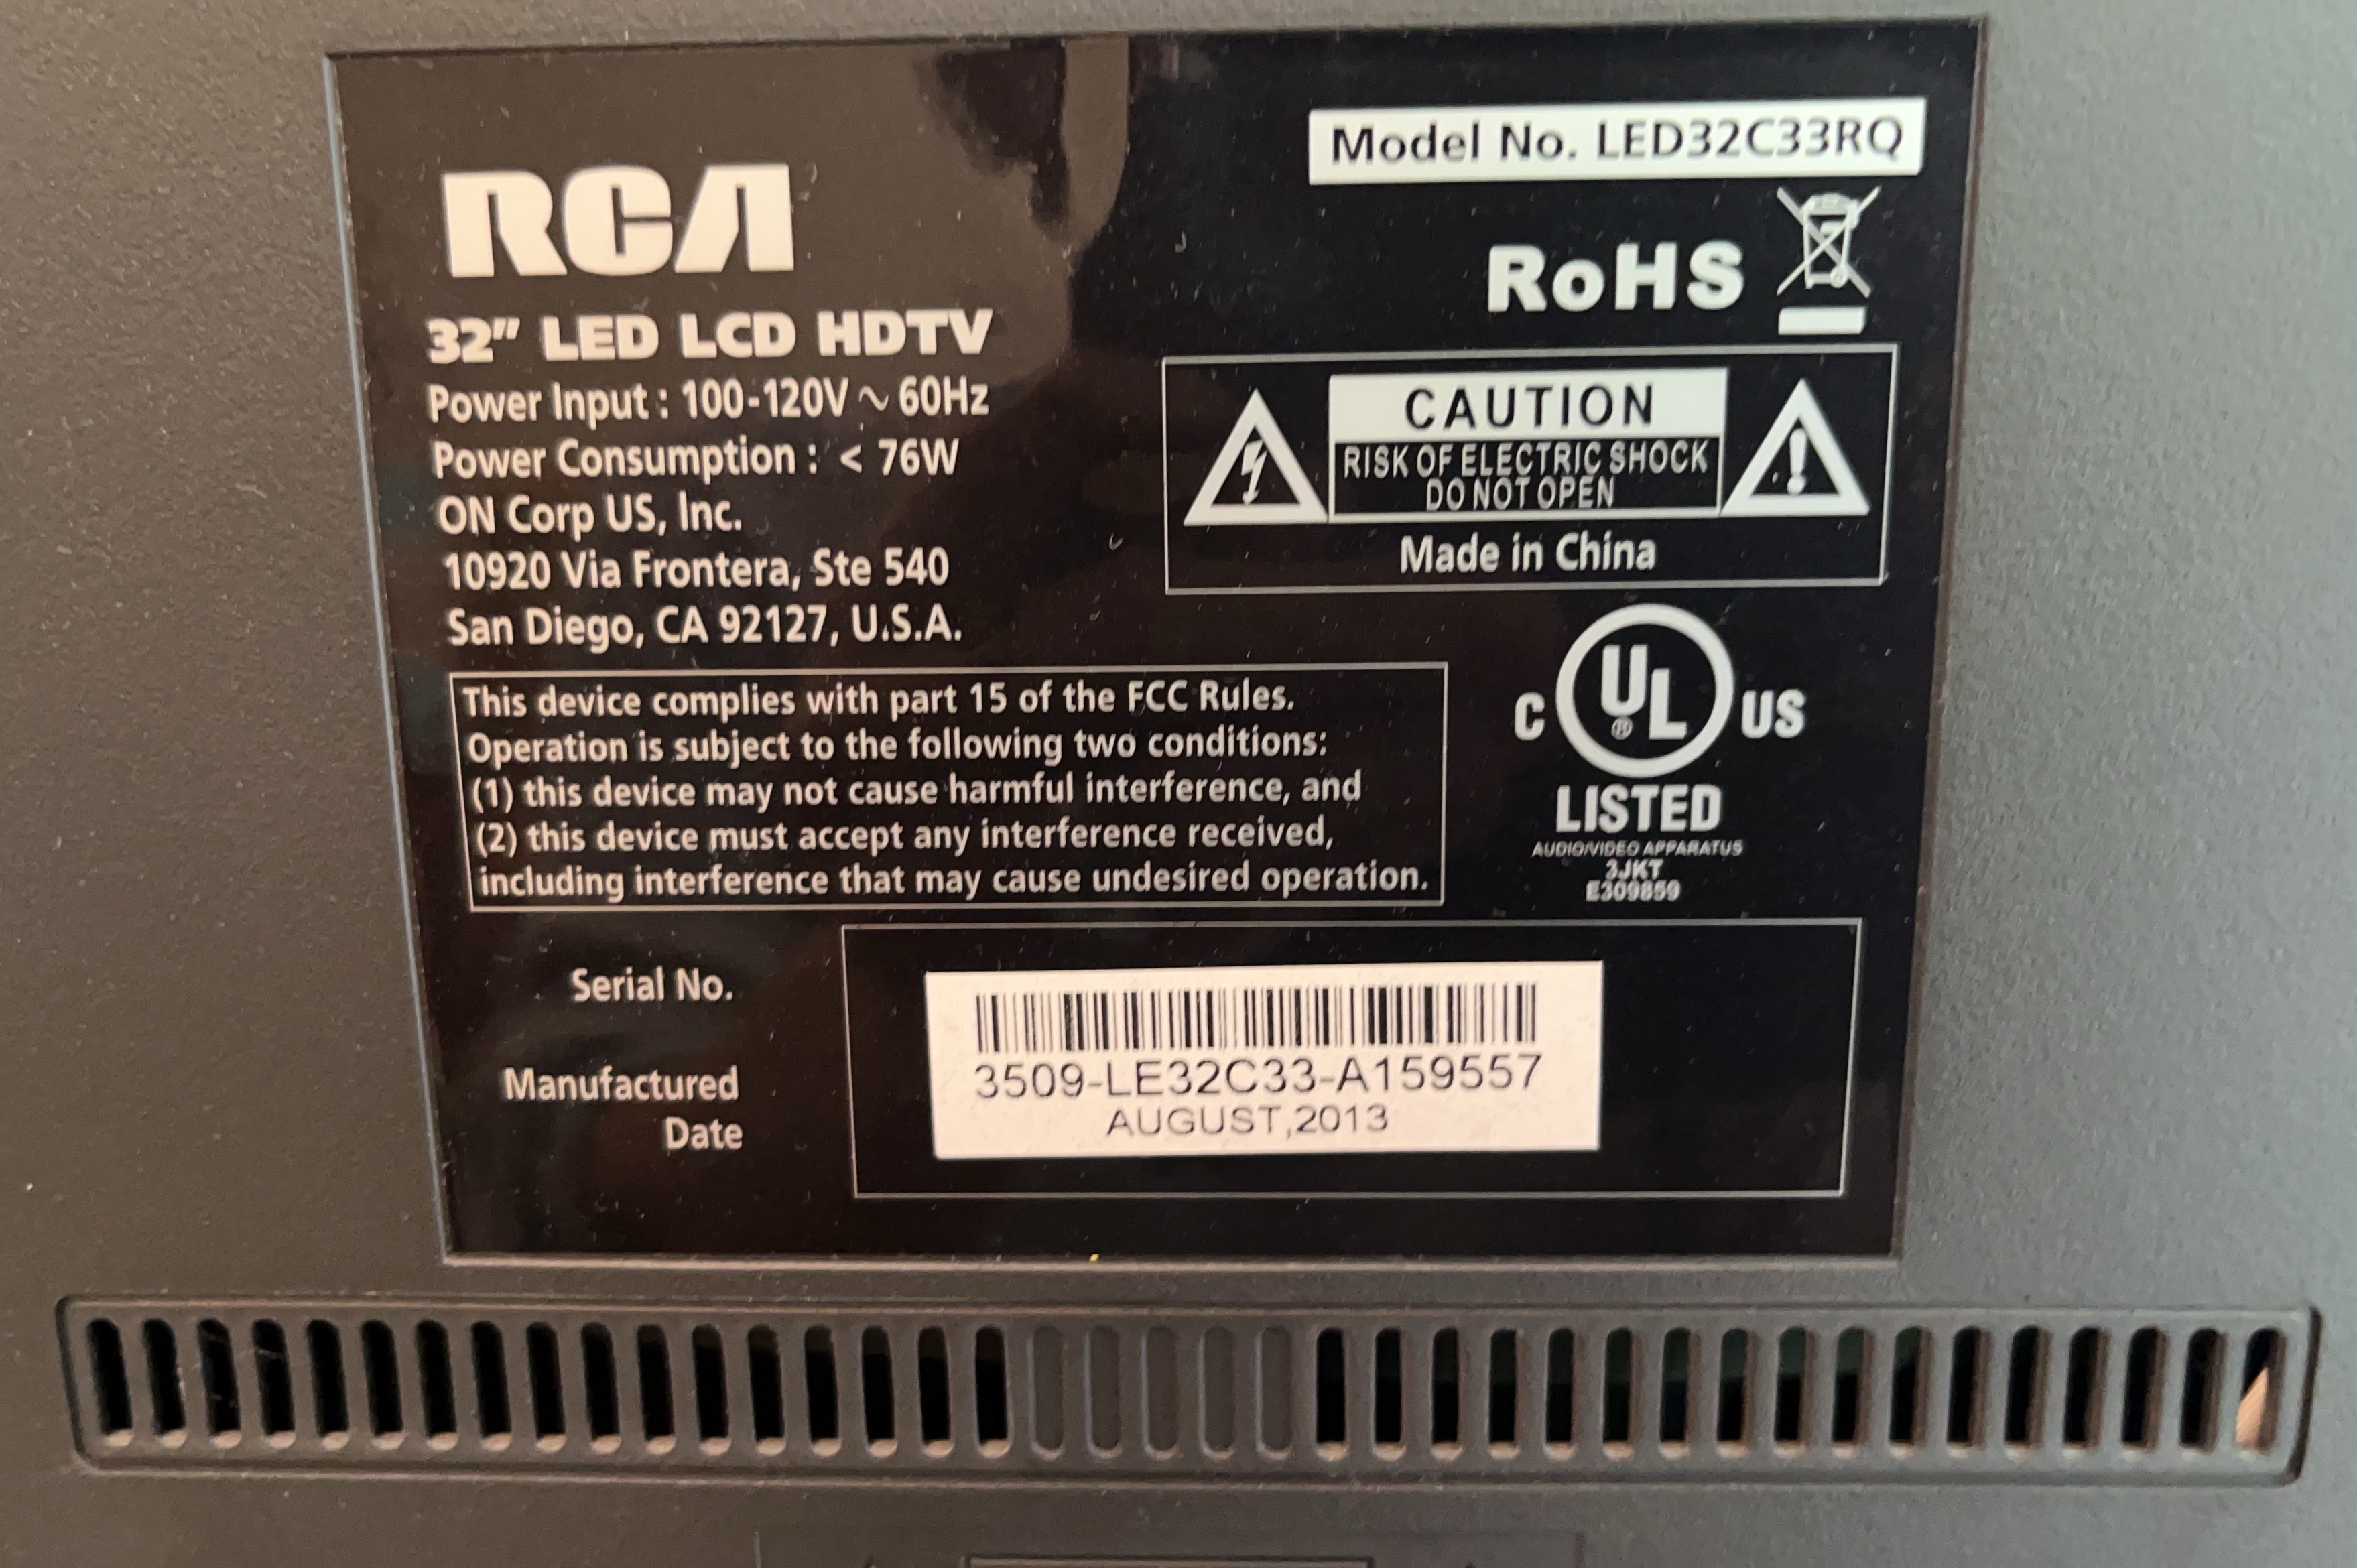 RCA
32" LED LCD HDTV
Power Input : 100-120V ~ 60Hz
Power Consumption : < 76W
ON Corp US, Inc.
10920 Via Frontera, Ste 540
San Diego, CA 92127, U.S.A.
Model No. LED32C33RQ
RoHS
CAUTION
RISK OF ELECTRIC SHOCK
DO NOT OPEN
Made in China
This device complies with part 15 of the FCC Rules.
Operation is subject to the following two conditions:
(1) this device may not cause harmful interference, and
(2) this device must accept any interference received,
including interference that may cause undesired operation.
C UL ® US
LISTED
AUDIO/VIDEO APPARATUS
3JKT
E309859
Serial No.
3509-LE32C33-A159557
Manufactured
Date
AUGUST,2013